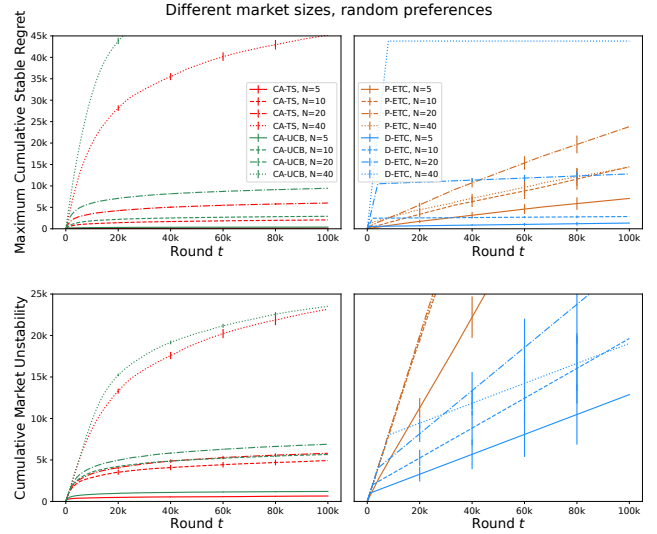 Different market sizes, random preferences
Maximum Cumulative Stable Regret
45k
40k
35k
30k
25k
20k
15k
10k
5k
0
CA-TS, N=5
CA-TS, N=10
CA-TS, N=20
CA-TS, N=40
CA-UCB, N=5
CA-UCB, N=10
CA-UCB, N=20
CA-UCB, N=40
0 20k 40k 60k 80k 100k
Round t
P-ETC, N=5
P-ETC, N=10
P-ETC, N=20
P-ETC, N=40
D-ETC, N=5
D-ETC, N=10
D-ETC, N=20
D-ETC, N=40
0 20k 40k 60k 80k 100k
Round t
Cumulative Market Unstability
25k
20k
15k
10k
5k
0
0 20k 40k 60k 80k 100k
Round t
0 20k 40k 60k 80k 100k
Round t